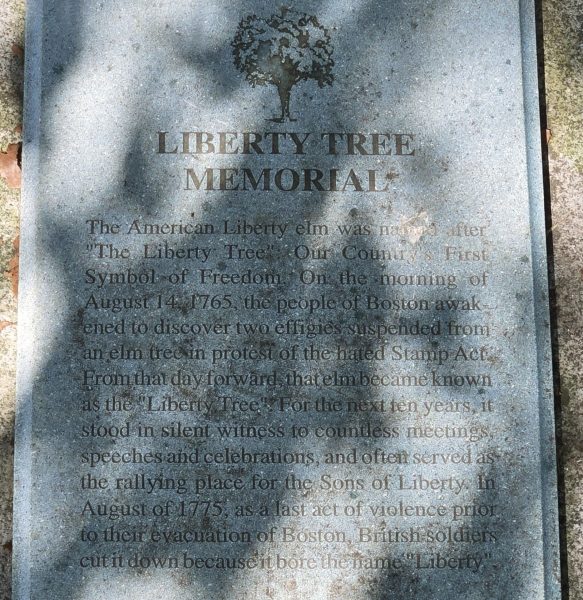 LIBERTY TREE
MEMORIAL
The American Liberty elm was named after
"The Liberty Tree": Our Country's First
Symbol of Freedom. On the morning of
August 14, 1765, the people of Boston awak-
ened to discover two effigies suspended from
an elm tree in protest of the hated Stamp Act.
From that day forward, that elm became known
as the "Liberty Tree". For the next ten years, it
stood in silent witness to countless meetings,
speeches and celebrations, and often served as
the rallying place for the Sons of Liberty. In
August of 1775, as a last act of violence prior
to their evacuation of Boston, British soldiers
cut it down because it bore the name "Liberty."